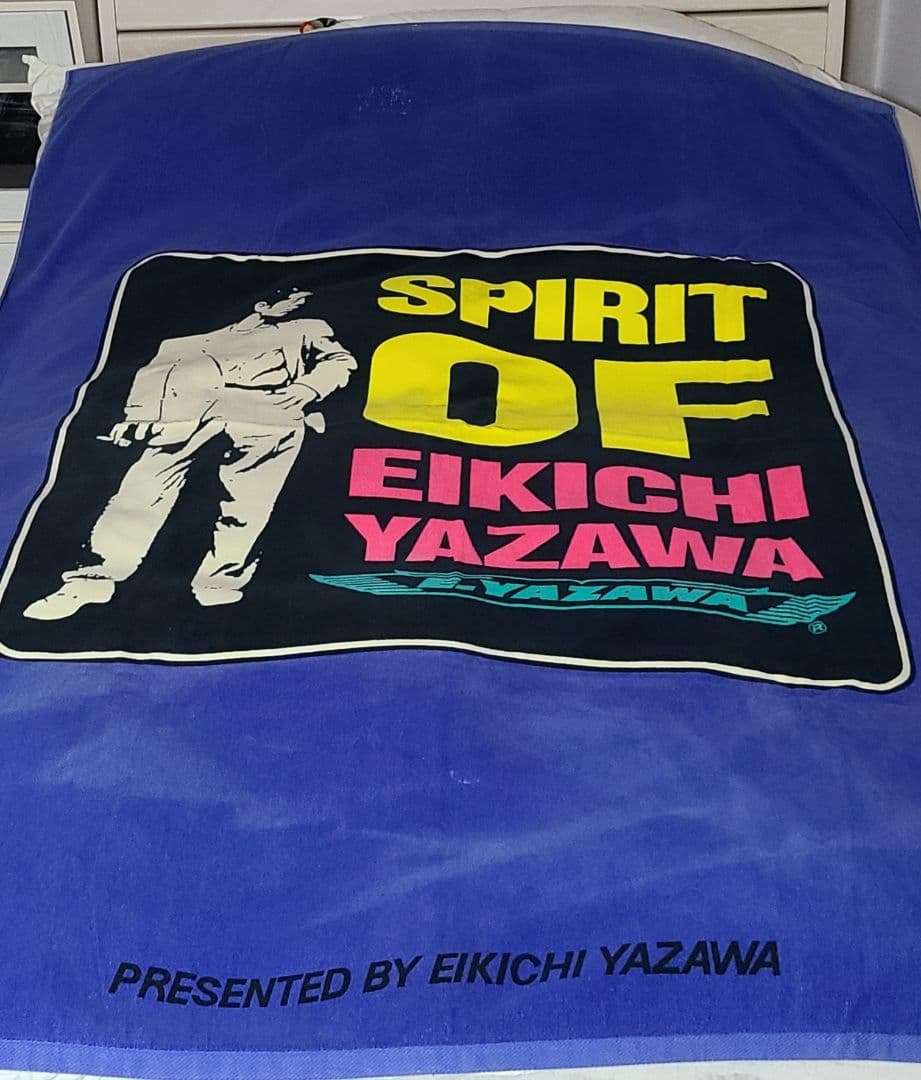 SPIRIT
OF
EIKICHI
YAZAWA
E-YAZAWA
®
PRESENTED BY EIKICHI YAZAWA